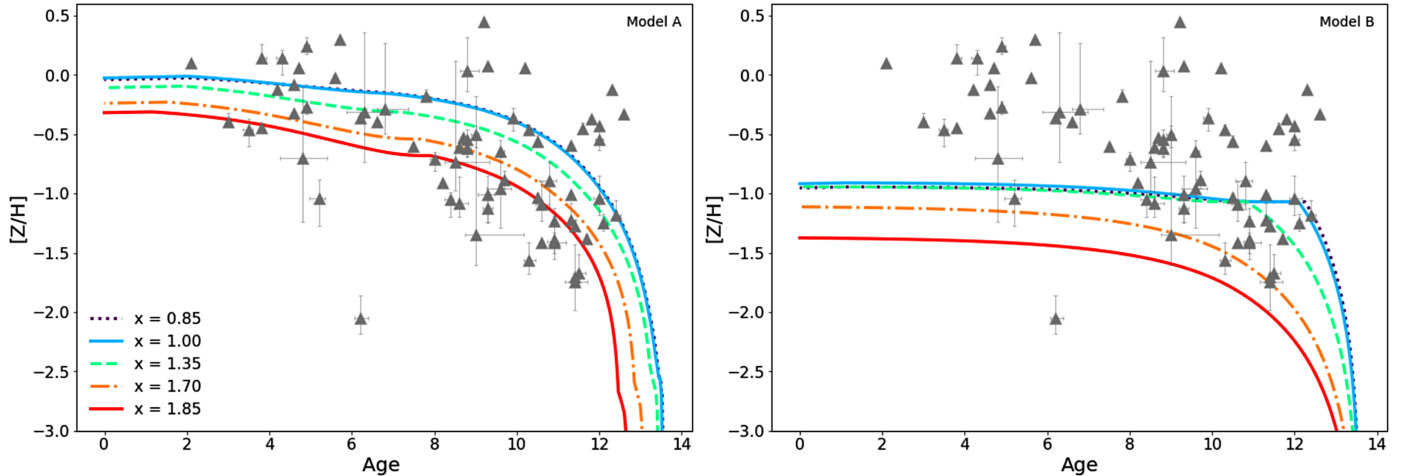 Model A
[Z/H]
0.5
0.0
−0.5
−1.0
−1.5
−2.0
−2.5
−3.0
x = 0.85
x = 1.00
x = 1.35
x = 1.70
x = 1.85
0 2 4 6 8 10 12 14
Age
Model B
[Z/H]
0.5
0.0
−0.5
−1.0
−1.5
−2.0
−2.5
−3.0
0 2 4 6 8 10 12 14
Age